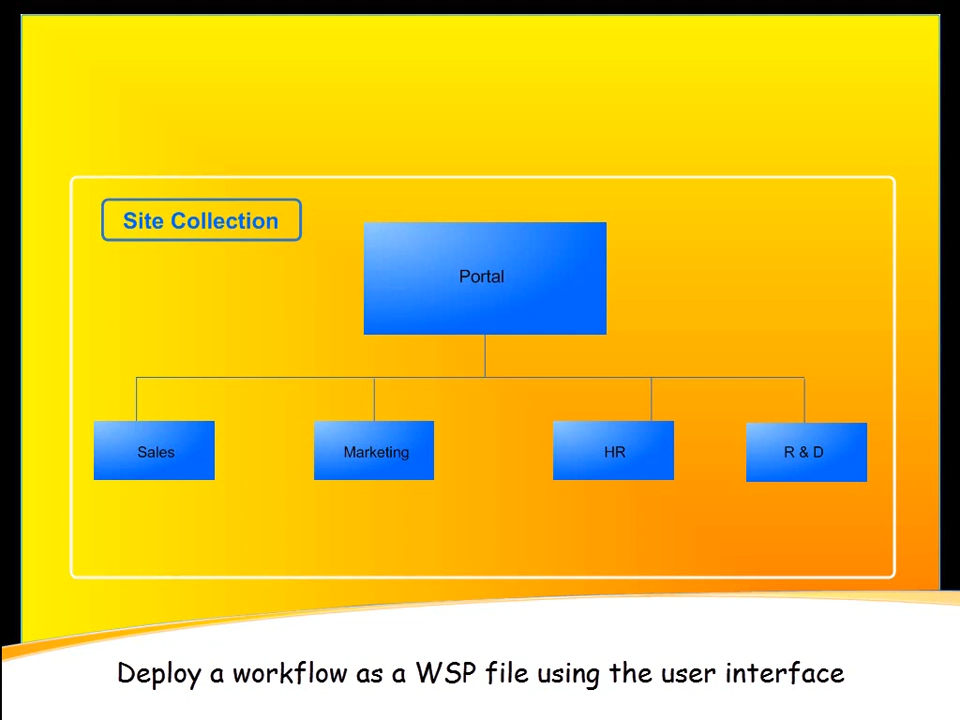 Site Collection
Portal
Sales
Marketing
HR
R & D
Deploy a workflow as a WSP file using the user interface